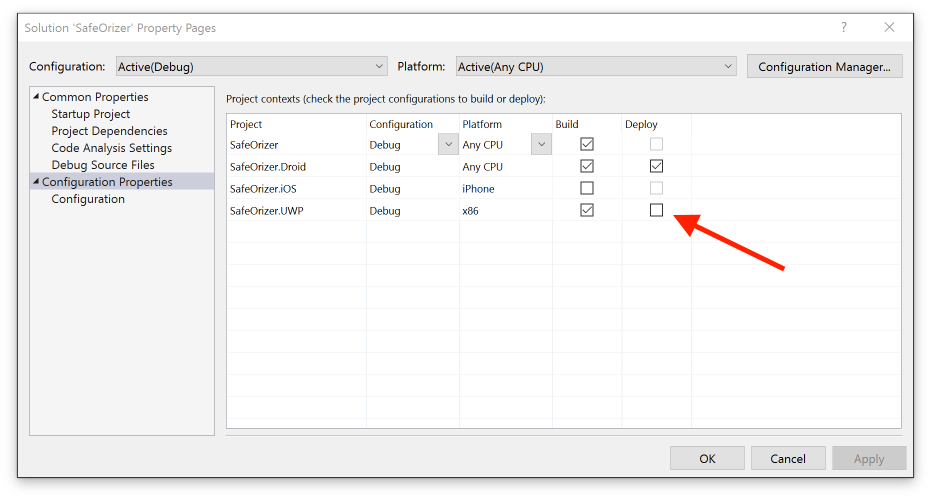 Solution 'SafeOrizer' Property Pages
Configuration: Active(Debug) Platform: Active(Any CPU) Configuration Manager...
Common Properties
Startup Project
Project Dependencies
Code Analysis Settings
Debug Source Files
Configuration Properties
Configuration
Project contexts (check the project configurations to build or deploy):
Project Configuration Platform Build Deploy
SafeOrizer Debug Any CPU
SafeOrizer.Droid Debug Any CPU
SafeOrizer.iOS Debug iPhone
SafeOrizer.UWP Debug x86
OK Cancel Apply